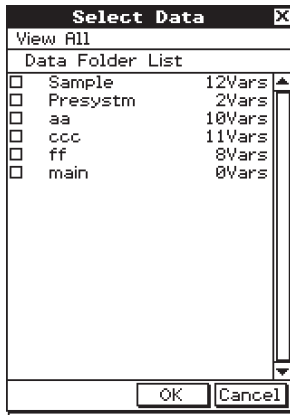 Select Data
View All
Data Folder List
Sample 12Vars
Presystm 2Vars
aa 10Vars
ccc 11Vars
ff 8Vars
main 0Vars
OK Cancel